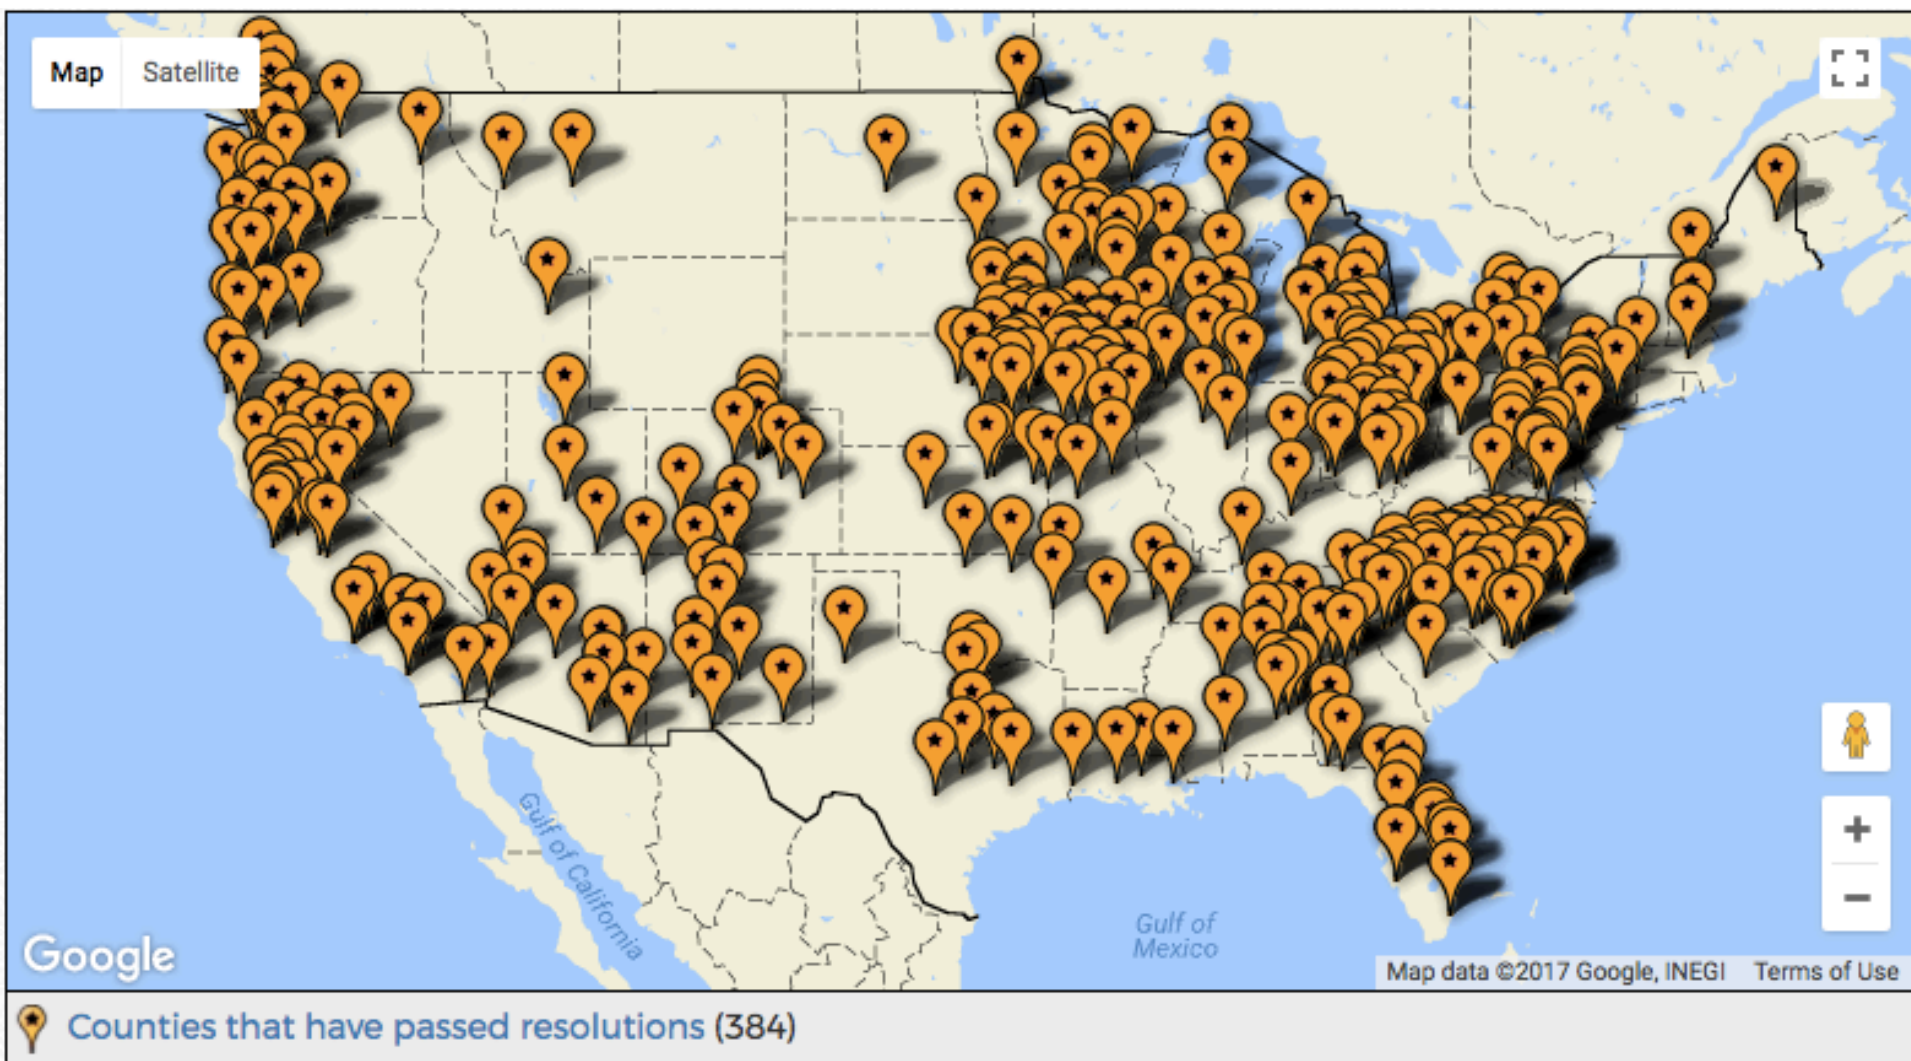 Map Satellite
Gulf of California
Gulf of
Mexico
Google
Map data ©2017 Google, INEGI Terms of Use
Counties that have passed resolutions (384)